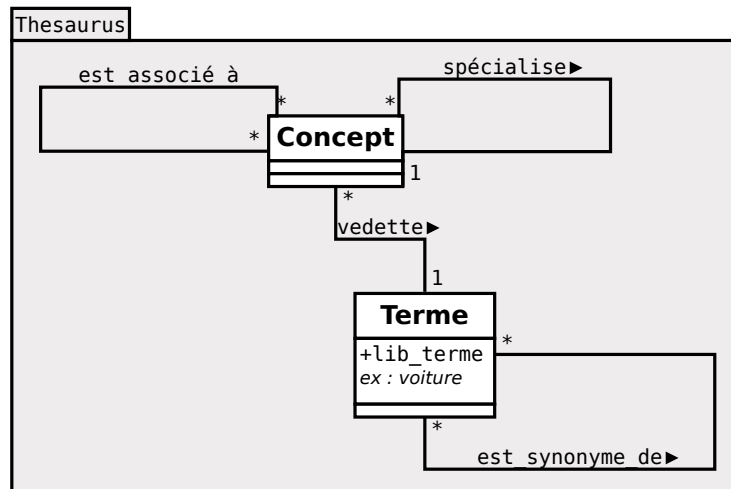 Thesaurus
est associé à
spécialise►
*
*
*
Concept
1
*
vedette►
1
Terme
*
+lib_terme
ex : voiture
*
est_synonyme_de►